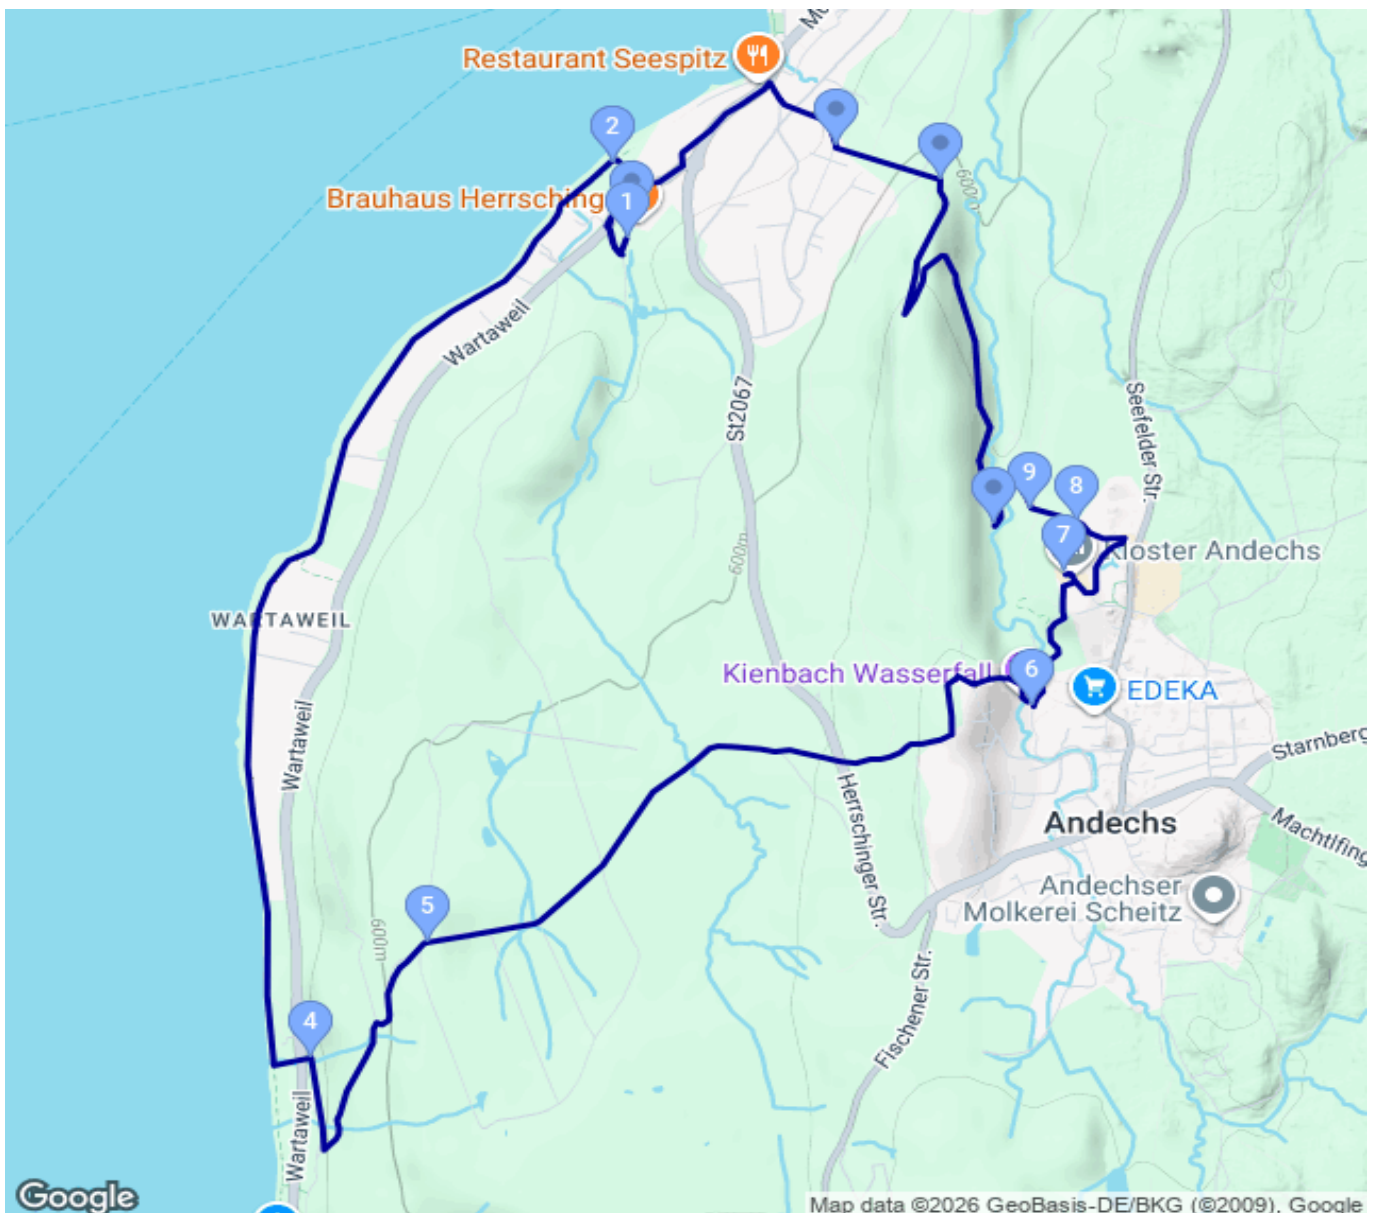 Mo
Restaurant Seespitz
2
600m
Brauhaus Herrsching
1
Wartaweil
St2067
Seefelder Str.
9
8
7
Kloster Andechs
600m
WARTAWEIL
Kienbach Wasserfall
6
EDEKA
Wartaweil
Starnberg
Herrschinger Str.
Andechs
Machtlfing
Andechser
Molkerei Scheitz
5
600m
Fischener Str.
4
Wartaweil
Google
Map data ©2026 GeoBasis-DE/BKG (©2009), Google